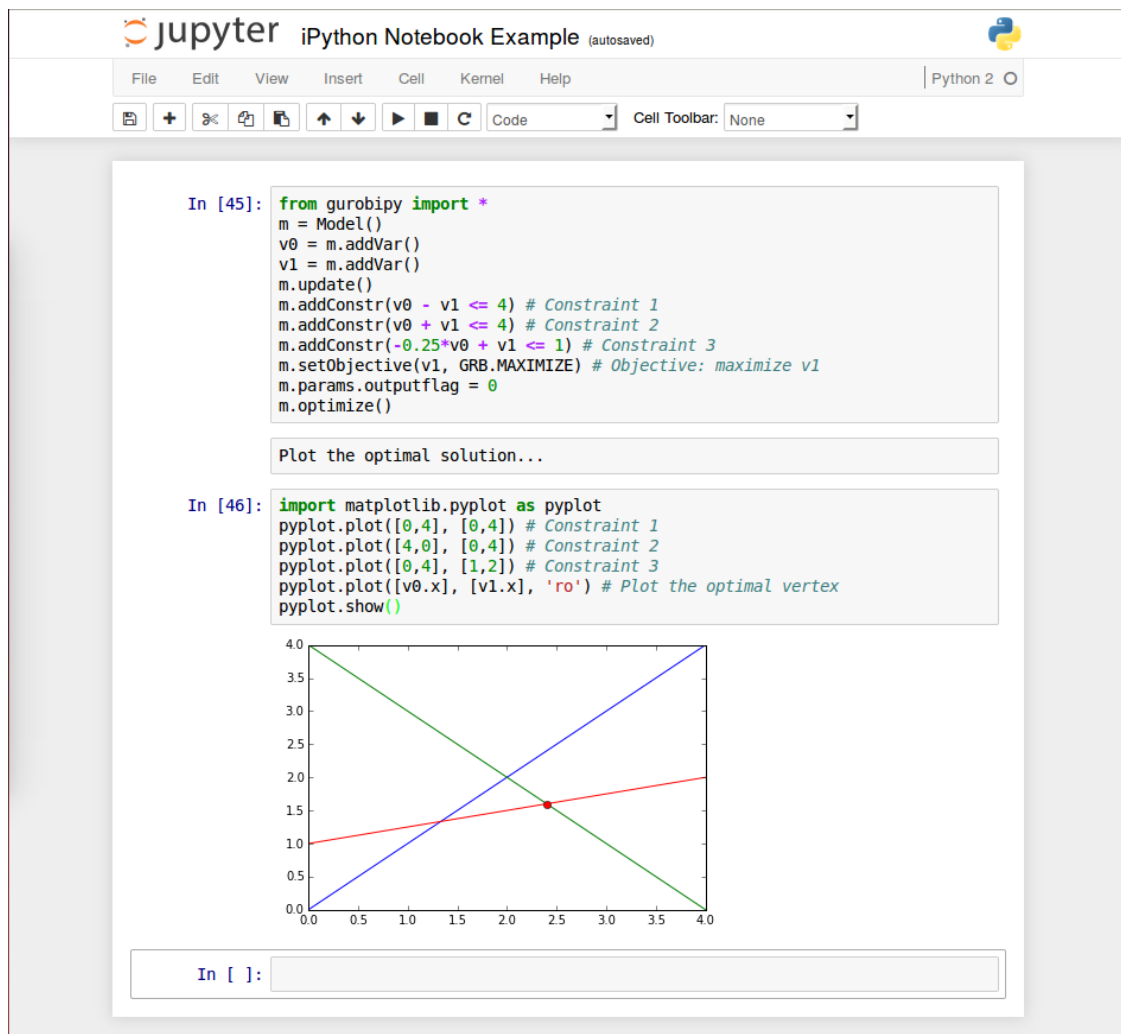 jupyter iPython Notebook Example (autosaved)
File Edit View Insert Cell Kernel Help Python 2
Code Cell Toolbar: None
In [45]: from gurobipy import *
m = Model()
v0 = m.addVar()
v1 = m.addVar()
m.update()
m.addConstr(v0 - v1 <= 4) # Constraint 1
m.addConstr(v0 + v1 <= 4) # Constraint 2
m.addConstr(-0.25*v0 + v1 <= 1) # Constraint 3
m.setObjective(v1, GRB.MAXIMIZE) # Objective: maximize v1
m.params.outputflag = 0
m.optimize()
Plot the optimal solution...
In [46]: import matplotlib.pyplot as pyplot
pyplot.plot([0,4], [0,4]) # Constraint 1
pyplot.plot([4,0], [0,4]) # Constraint 2
pyplot.plot([0,4], [1,2]) # Constraint 3
pyplot.plot([v0.x], [v1.x], 'ro') # Plot the optimal vertex
pyplot.show()
4.0
3.5
3.0
2.5
2.0
1.5
1.0
0.5
0.0
0.0 0.5 1.0 1.5 2.0 2.5 3.0 3.5 4.0
In [ ]: